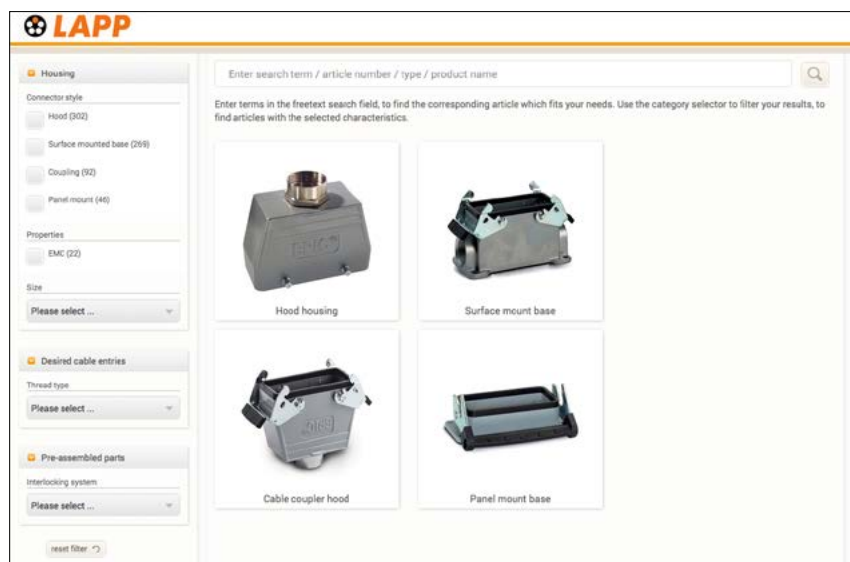 LAPP
Housing
Connector style
Hood (302)
Surface mounted base (269)
Coupling (92)
Panel mount (46)
Properties
EMC (22)
Size
Please select ...
Desired cable entries
Thread type
Please select ...
Pre-assembled parts
Interlocking system
Please select ...
reset filter
Enter search term / article number / type / product name
Enter terms in the freetext search field, to find the corresponding article which fits your needs. Use the category selector to filter your results, to
find articles with the selected characteristics.
Hood housing
Surface mount base
Cable coupler hood
Panel mount base